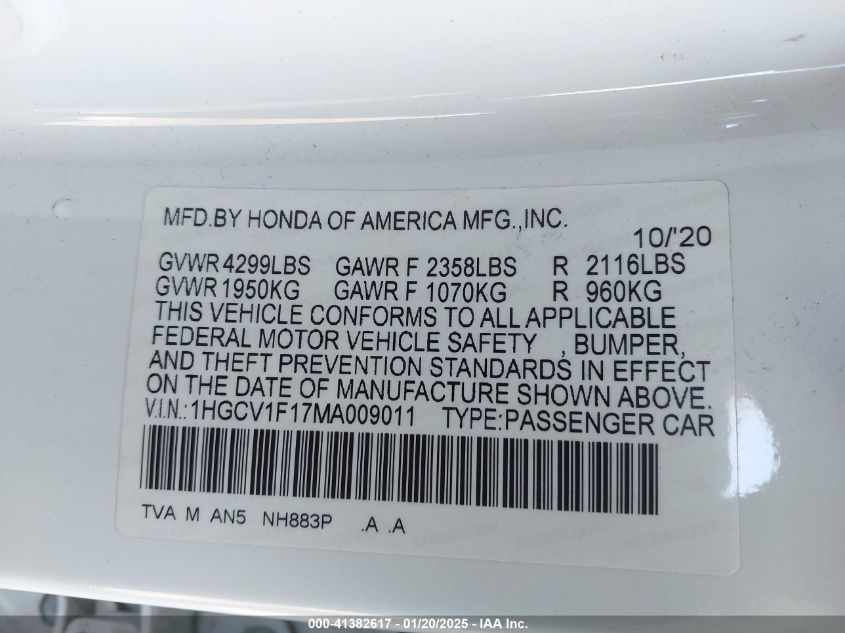 MFD.BY HONDA OF AMERICA MFG.,INC.
10/'20
GVWR 4299LBS GAWR F 2358LBS R 2116LBS
GVWR 1950KG GAWR F 1070KG R 960KG
THIS VEHICLE CONFORMS TO ALL APPLICABLE
FEDERAL MOTOR VEHICLE SAFETY , BUMPER,
AND THEFT PREVENTION STANDARDS IN EFFECT
ON THE DATE OF MANUFACTURE SHOWN ABOVE.
V.I.N.:1HGCV1F17MA009011 TYPE:PASSENGER CAR
TVA M AN5 NH883P .A .A
000-41382617 - 01/20/2025 - IAA Inc.